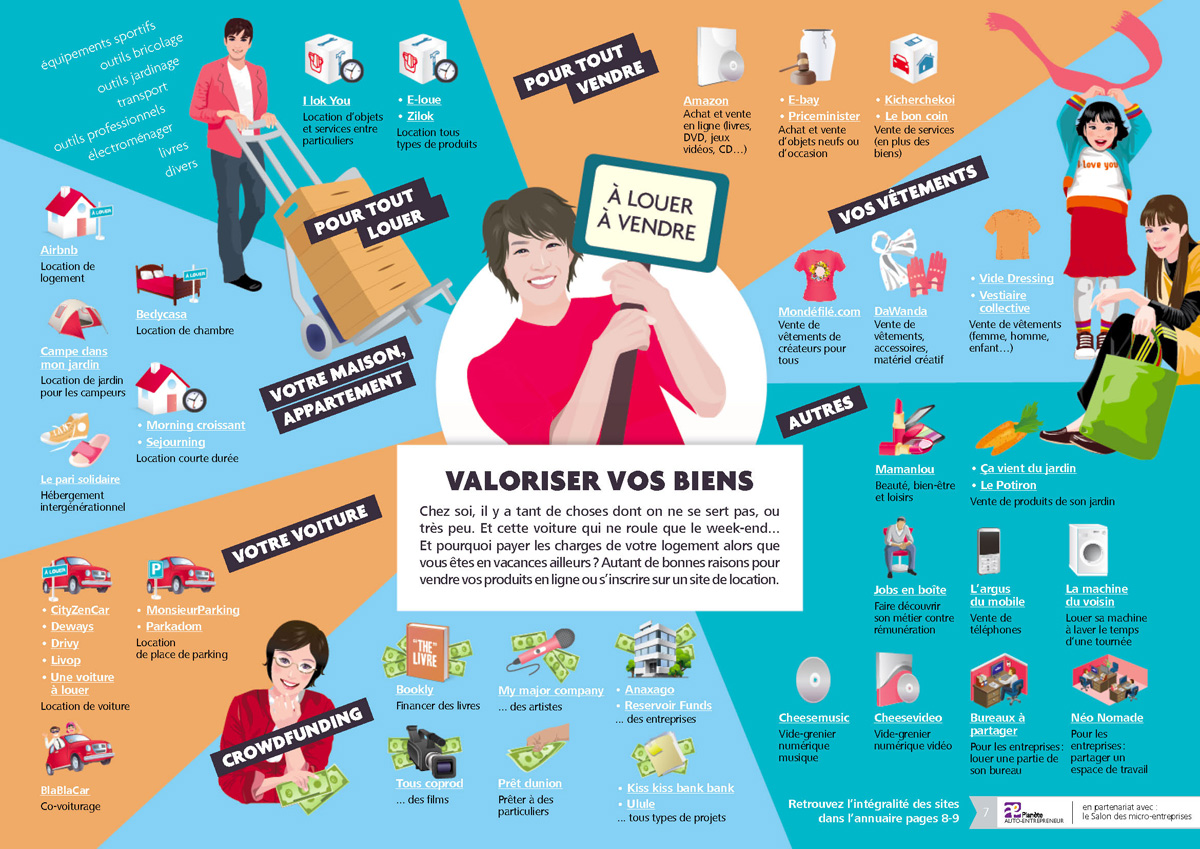 équipements sportifs
outils bricolage
outils jardinage
transport
outils professionnels
électroménager
livres
divers
I lok You
Location d'objets
et services entre
particuliers
• E-loue
• Zilok
Location tous
types de produits
POUR TOUT
LOUER
POUR TOUT
VENDRE
Amazon
Achat et vente
en ligne (livres,
DVD, jeux
vidéos, CD…)
• E-bay
• Priceminister
Achat et vente
d'objets neufs ou
d'occasion
• Kicherchekoi
• Le bon coin
Vente de services
(en plus des
biens)
I love you
À LOUER
À VENDRE
VOS VÊTEMENTS
Mondéfilé.com
Vente de
vêtements de
créateurs pour
tous
DaWanda
Vente de
vêtements,
accessoires,
matériel créatif
• Vide Dressing
• Vestiaire
collective
Vente de vêtements
(femme, homme,
enfant…)
À LOUER
Airbnb
Location de
logement
À LOUER
Bedycasa
Location de chambre
Campe dans
mon jardin
Location de jardin
pour les campeurs
• Morning croissant
• Sejourning
Location courte durée
Le pari solidaire
Hébergement
intergénérationnel
VOTRE MAISON,
APPARTEMENT
AUTRES
Mamanlou
Beauté, bien-être
et loisirs
• Ça vient du jardin
• Le Potiron
Vente de produits de son jardin
Jobs en boîte
Faire découvrir
son métier contre
rémunération
L'argus
du mobile
Vente de
téléphones
La machine
du voisin
Louer sa machine
à laver le temps
d'une tournée
Cheesemusic
Vide-grenier
numérique
musique
Cheesevideo
Vide-grenier
numérique vidéo
Bureaux à
partager
Pour les entreprises :
louer une partie de
son bureau
Néo Nomade
Pour les
entreprises :
partager un
espace de travail
VALORISER VOS BIENS
Chez soi, il y a tant de choses dont on ne se sert pas, ou
très peu. Et cette voiture qui ne roule que le week-end...
Et pourquoi payer les charges de votre logement alors que
vous êtes en vacances ailleurs ? Autant de bonnes raisons pour
vendre vos produits en ligne ou s'inscrire sur un site de location.
VOTRE VOITURE
À LOUER
• CityZenCar
• Deways
• Drivy
• Livop
• Une voiture
à louer
Location de voiture
P
• MonsieurParking
• Parkadom
Location
de place de parking
BlaBlaCar
Co-voiturage
CROWDFUNDING
"THE"
LIVRE
Bookly
Financer des livres
My major company
... des artistes
• Anaxago
• Reservoir Funds
... des entreprises
Tous coprod
... des films
Prêt dunion
Prêter à des
particuliers
• Kiss kiss bank bank
• Ulule
... tous types de projets
Retrouvez l'intégralité des sites
dans l'annuaire pages 8-9
7
Planète
AUTO-ENTREPRENEUR
en partenariat avec :
le Salon des micro-entreprises